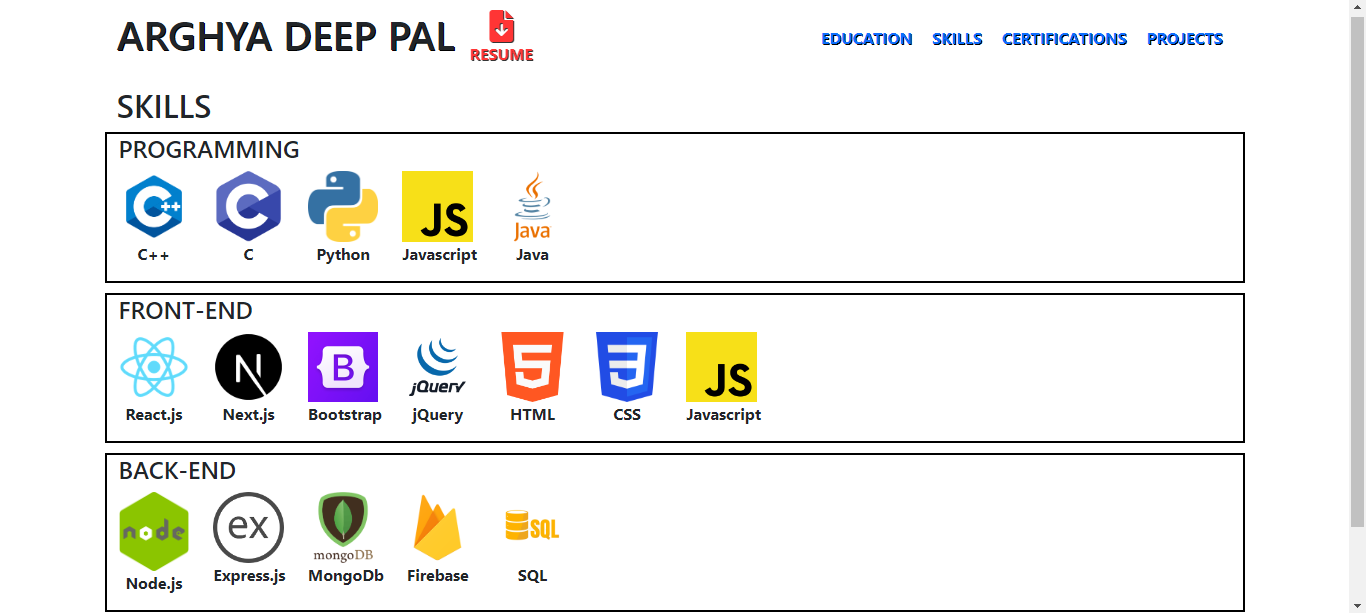 ARGHYA DEEP PAL RESUME EDUCATION SKILLS CERTIFICATIONS PROJECTS
SKILLS
PROGRAMMING
C++ C JS Java
C++ C Python Javascript Java
FRONT-END
N B jQuery 5 3 JS
React.js Next.js Bootstrap jQuery HTML CSS Javascript
BACK-END
node ex mongoDB SQL
Node.js Express.js MongoDb Firebase SQL